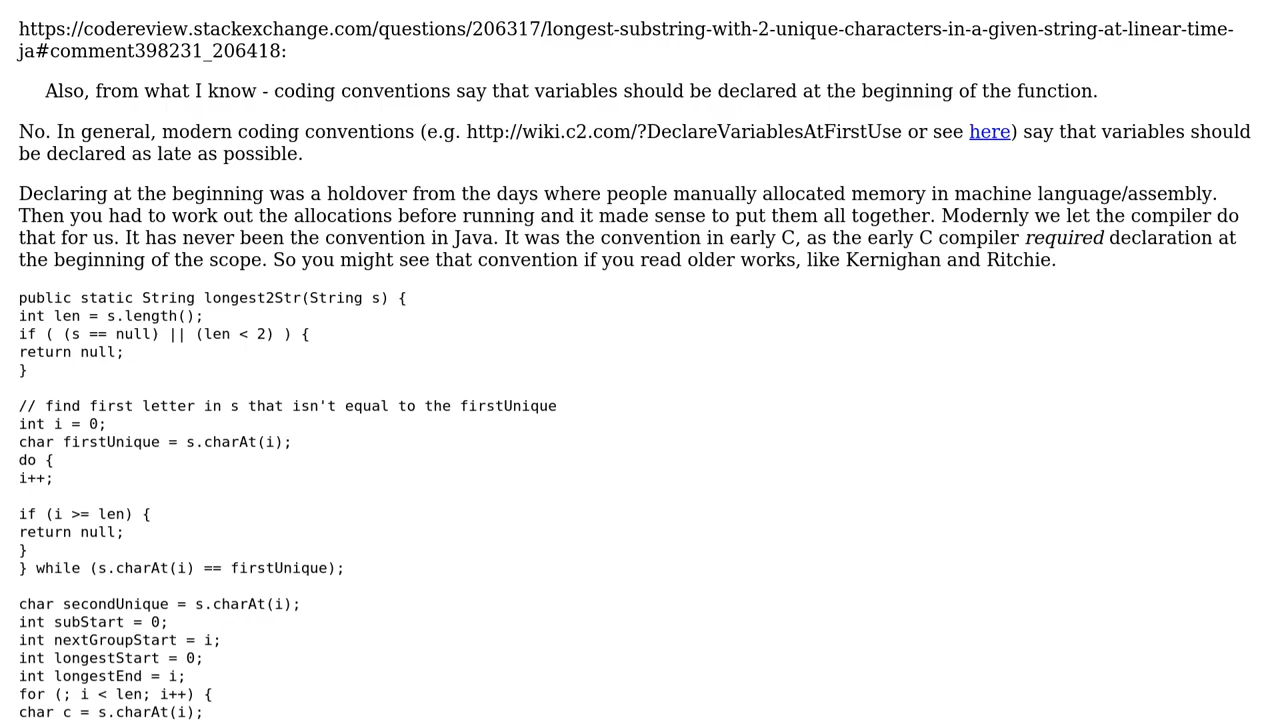 https://codereview.stackexchange.com/questions/206317/longest-substring-with-2-unique-characters-in-a-given-string-at-linear-time-
ja#comment398231_206418:
Also, from what I know - coding conventions say that variables should be declared at the beginning of the function.
No. In general, modern coding conventions (e.g. http://wiki.c2.com/?DeclareVariablesAtFirstUse or see here) say that variables should
be declared as late as possible.
Declaring at the beginning was a holdover from the days where people manually allocated memory in machine language/assembly.
Then you had to work out the allocations before running and it made sense to put them all together. Modernly we let the compiler do
that for us. It has never been the convention in Java. It was the convention in early C, as the early C compiler required declaration at
the beginning of the scope. So you might see that convention if you read older works, like Kernighan and Ritchie.
public static String longest2Str(String s) {
int len = s.length();
if ( (s == null) || (len < 2) ) {
return null;
}
// find first letter in s that isn't equal to the firstUnique
int i = 0;
char firstUnique = s.charAt(i);
do {
i++;
if (i >= len) {
return null;
}
} while (s.charAt(i) == firstUnique);
char secondUnique = s.charAt(i);
int subStart = 0;
int nextGroupStart = i;
int longestStart = 0;
int longestEnd = i;
for (; i < len; i++) {
char c = s.charAt(i);